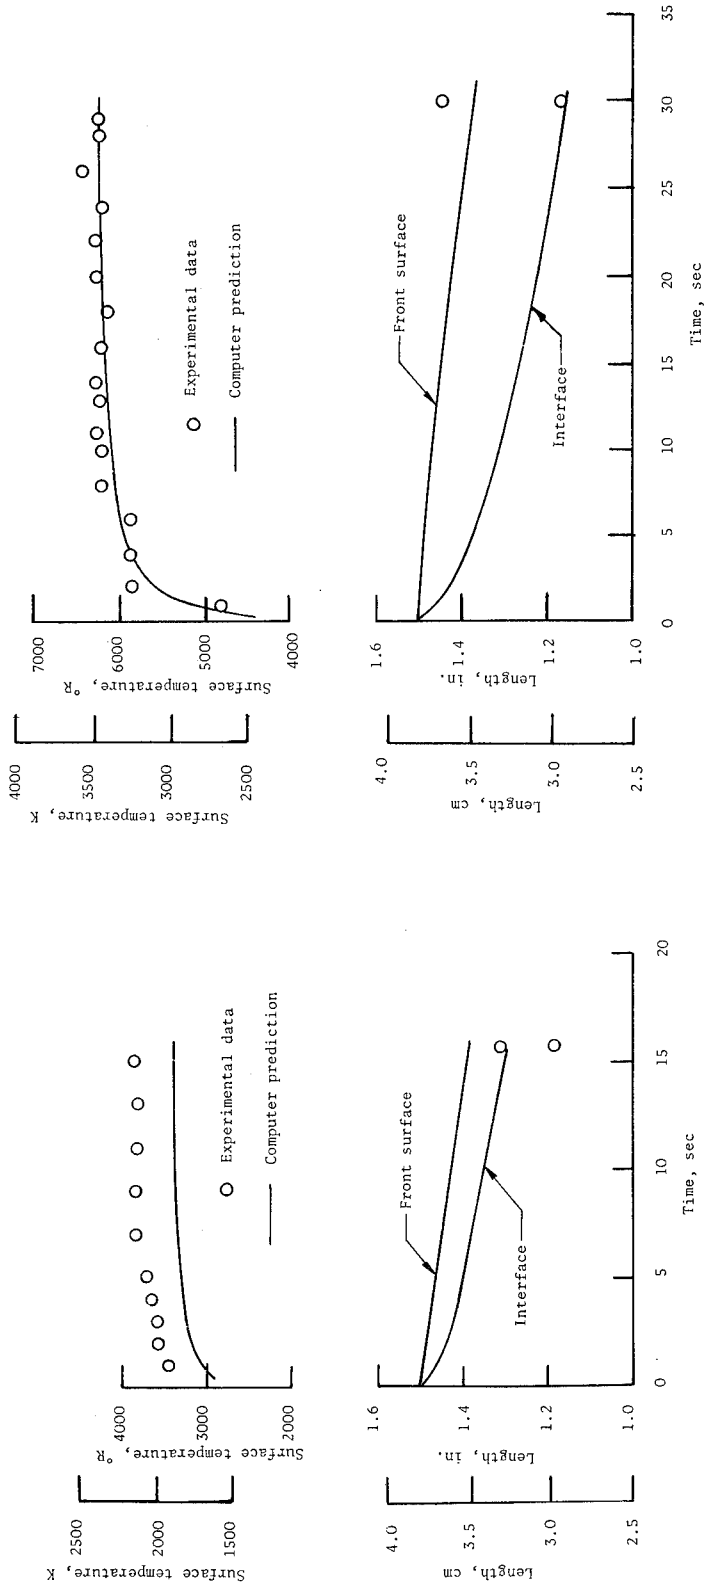 2500
2000
1500
Surface temperature, K
4000
3000
2000
Surface temperature, °R
Experimental data
Computer prediction
4.0
3.5
3.0
2.5
Length, cm
1.6
1.4
1.2
1.0
Length, in.
Front surface
Interface
0
5
10
15
20
Time, sec
4000
3500
3000
2500
Surface temperature, K
7000
6000
5000
4000
Surface temperature, °R
Experimental data
Computer prediction
4.0
3.5
3.0
2.5
Length, cm
1.6
1.4
1.2
1.0
Length, in.
Front surface
Interface
0
5
10
15
20
25
30
35
Time, sec